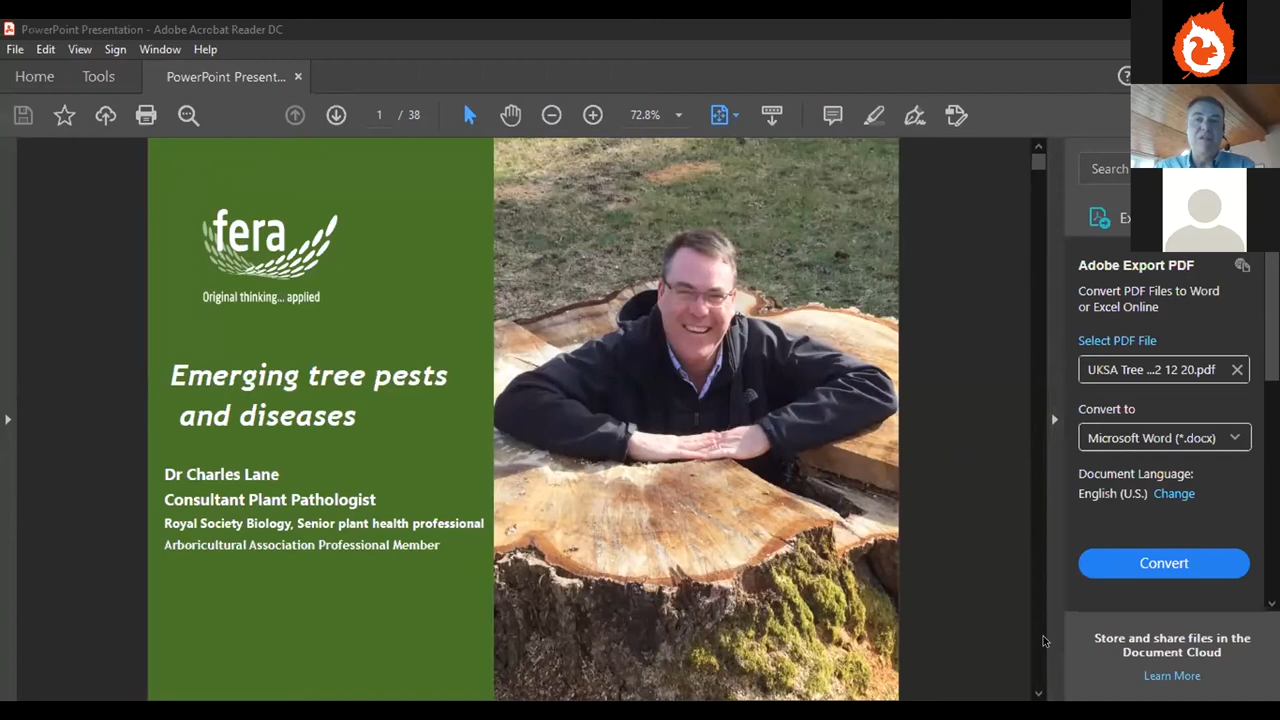 PowerPoint Presentation - Adobe Acrobat Reader DC
File Edit View Sign Window Help
Home Tools PowerPoint Present... ×
1 / 38 72.8%
Search
fera
Original thinking... applied
Emerging tree pests
and diseases
Dr Charles Lane
Consultant Plant Pathologist
Royal Society Biology, Senior plant health professional
Arboricultural Association Professional Member
Adobe Export PDF
Convert PDF Files to Word
or Excel Online
Select PDF File
UKSA Tree ...2 12 20.pdf
Convert to
Microsoft Word (*.docx)
Document Language:
English (U.S.) Change
Convert
Store and share files in the
Document Cloud
Learn More